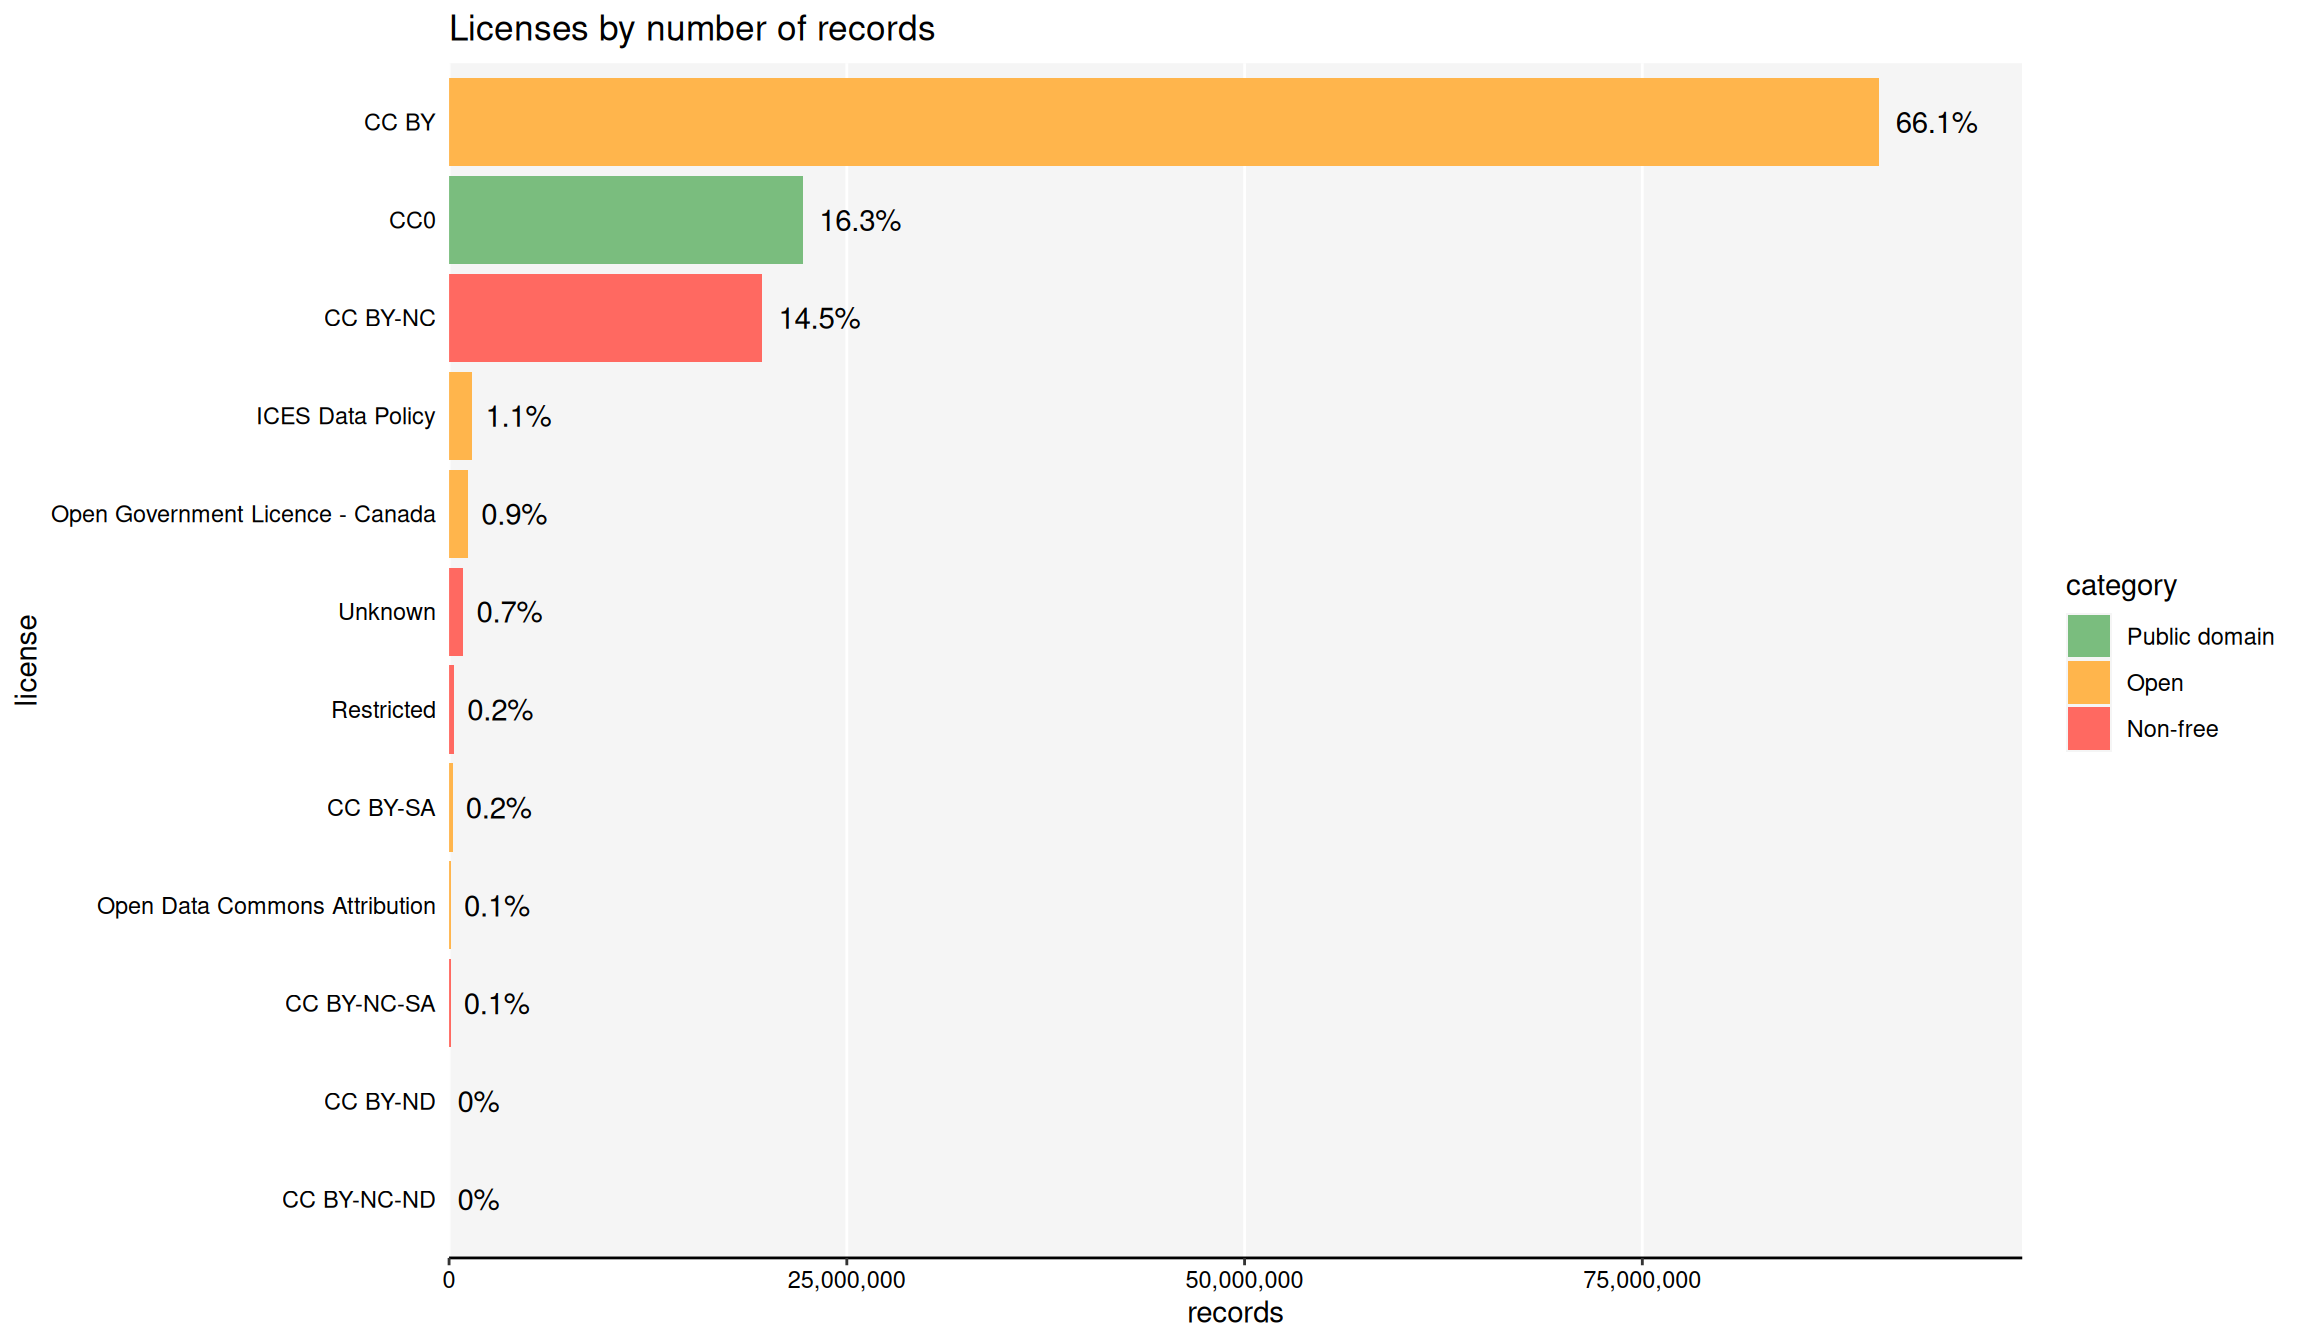 Licenses by number of records
CC BY
66.1%
CC0
16.3%
CC BY-NC
14.5%
ICES Data Policy
1.1%
Open Government Licence - Canada
0.9%
Unknown
0.7%
Restricted
0.2%
CC BY-SA
0.2%
Open Data Commons Attribution
0.1%
CC BY-NC-SA
0.1%
CC BY-ND
0%
CC BY-NC-ND
0%
license
0
25,000,000
50,000,000
75,000,000
records
category
Public domain
Open
Non-free